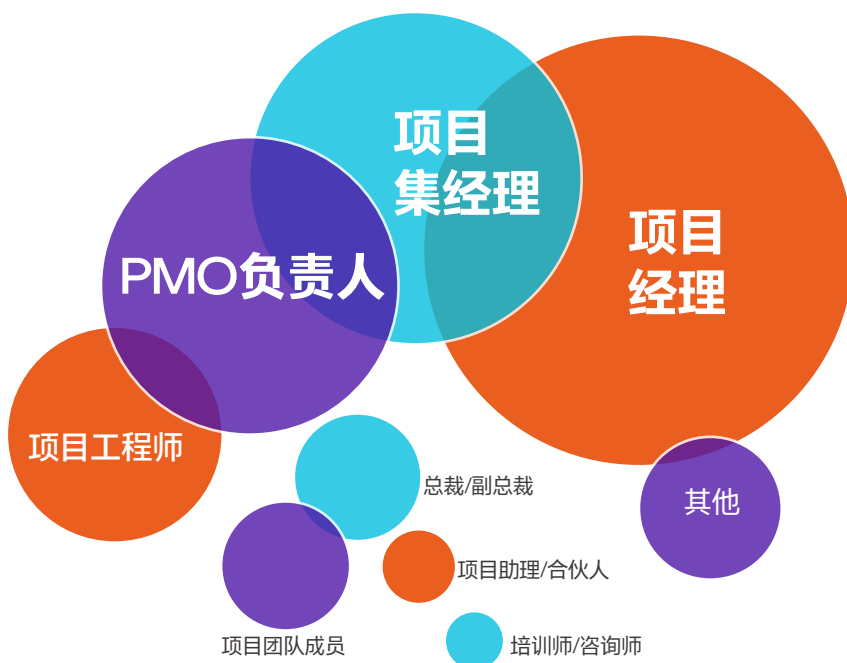 项目
集经理
项目
经理
PMO负责人
项目工程师
总裁/副总裁
其他
项目助理/合伙人
项目团队成员
培训师/咨询师